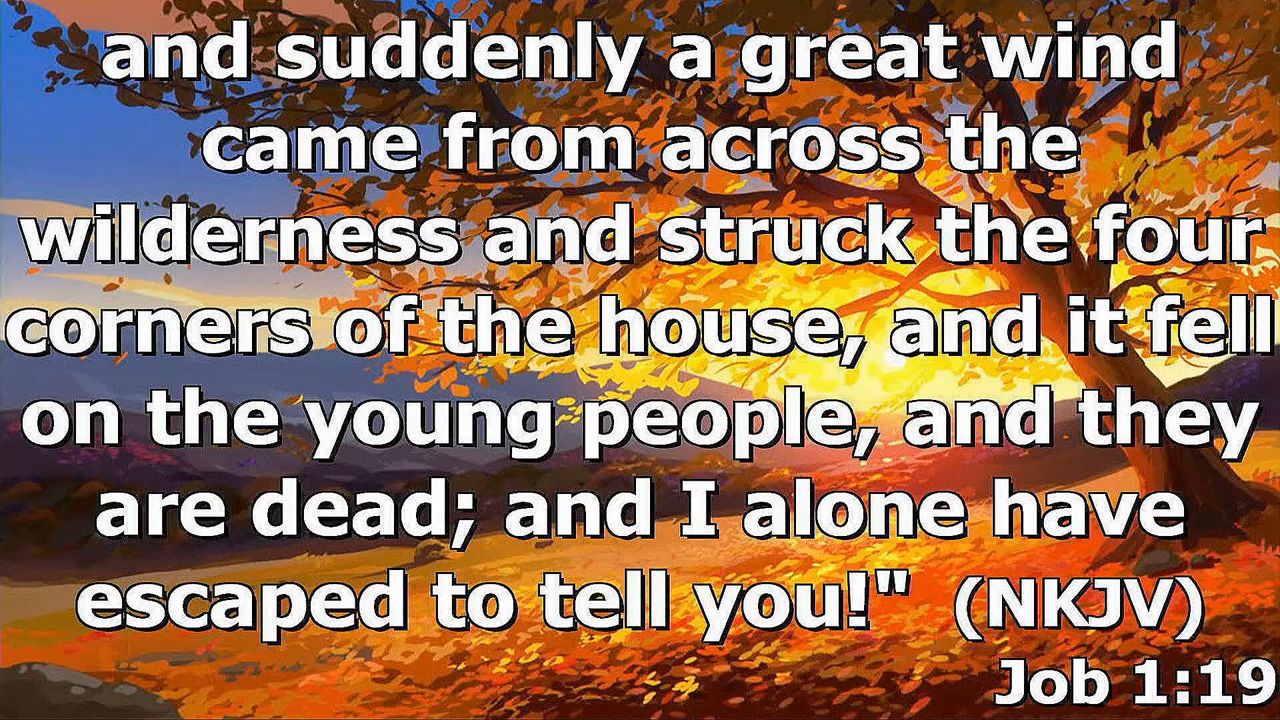 and suddenly a great wind
came from across the
wilderness and struck the four
corners of the house, and it fell
on the young people, and they
are dead; and I alone have
escaped to tell you!" (NKJV)
Job 1:19